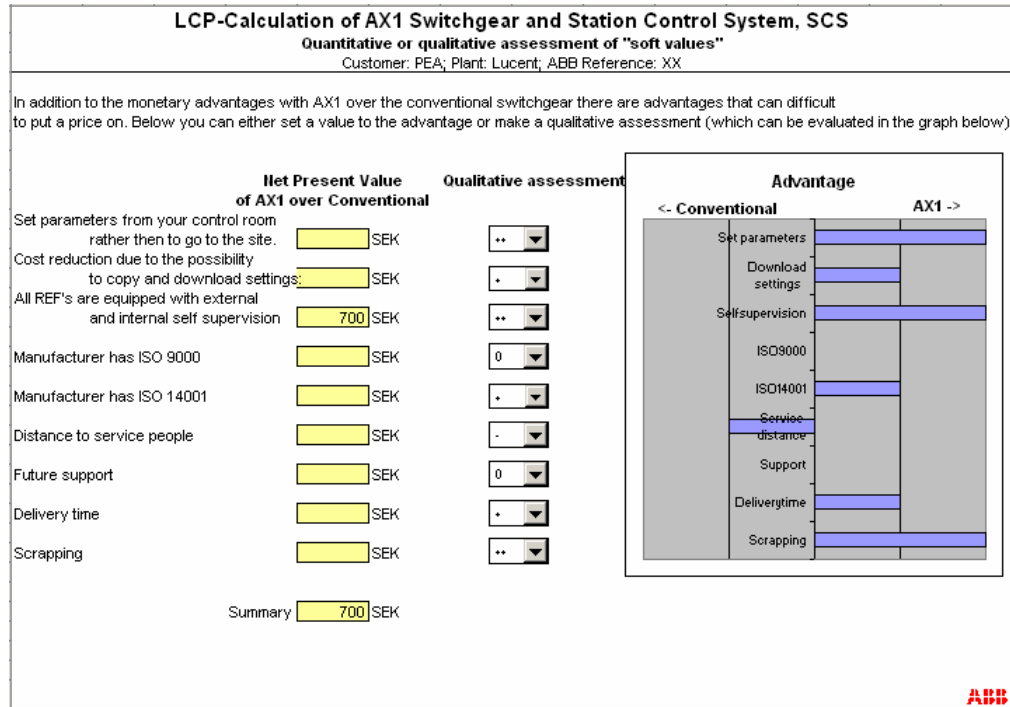 LCP-Calculation of AX1 Switchgear and Station Control System, SCS
Quantitative or qualitative assessment of "soft values"
Customer: PEA; Plant: Lucent; ABB Reference: XX
In addition to the monetary advantages with AX1 over the conventional switchgear there are advantages that can difficult
to put a price on. Below you can either set a value to the advantage or make a qualitative assessment (which can be evaluated in the graph below)
Net Present Value
of AX1 over Conventional
Qualitative assessment
Set parameters from your control room
rather then to go to the site. SEK ++
Cost reduction due to the possibility
to copy and download settings: SEK +
All REF's are equipped with external
and internal self supervision 700 SEK ++
Manufacturer has ISO 9000 SEK 0
Manufacturer has ISO 14001 SEK +
Distance to service people SEK -
Future support SEK 0
Delivery time SEK +
Scrapping SEK ++
Summary 700 SEK
Advantage
<- Conventional AX1 ->
Set parameters
Download
settings
Selfsupervision
ISO9000
ISO14001
Service
distance
Support
Deliverytime
Scrapping
ABB